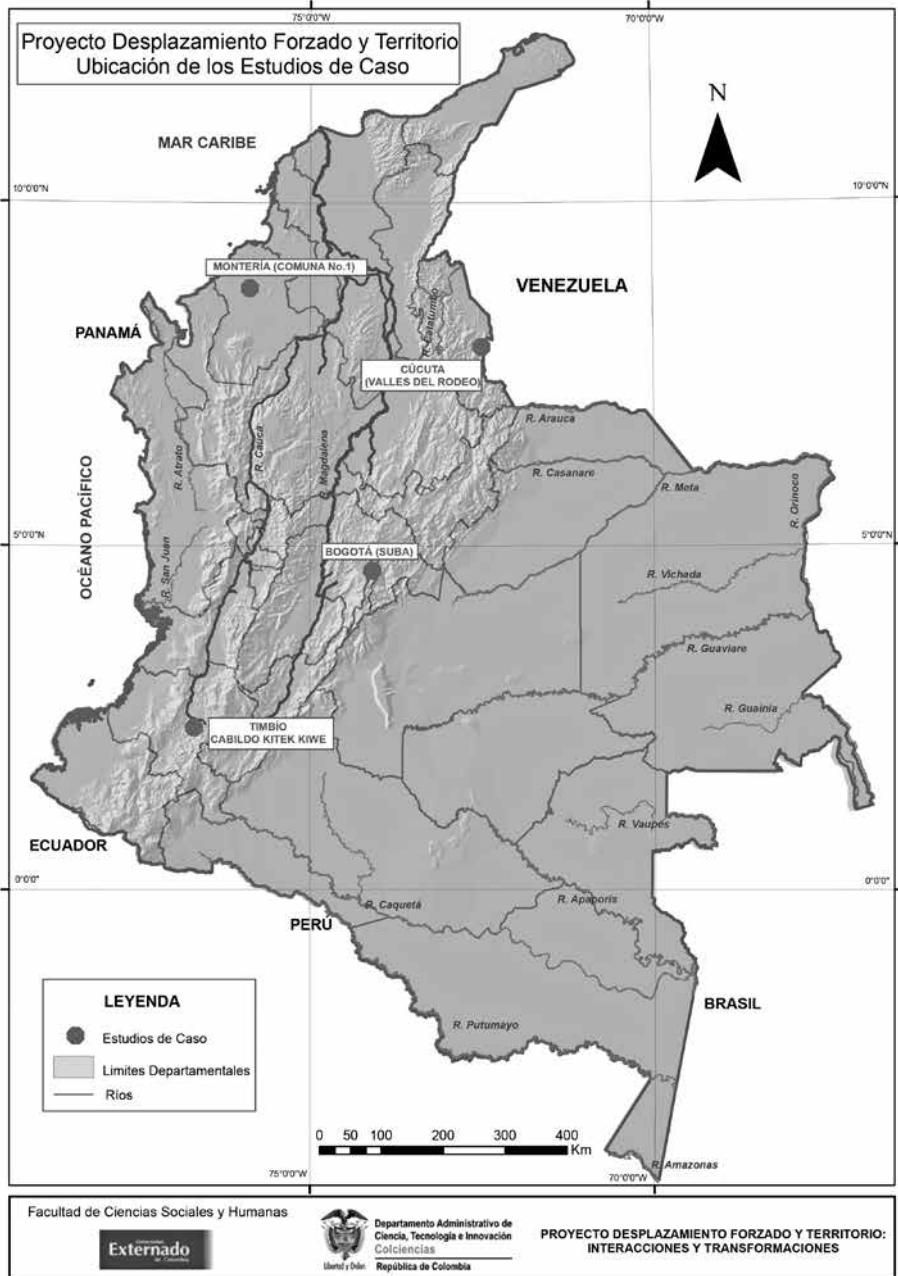 75°0'0"W
70°0'0"W
Proyecto Desplazamiento Forzado y Territorio
Ubicación de los Estudios de Caso
N
MAR CARIBE
10°0'0"N
10°0'0"N
MONTERÍA (COMUNA No.1)
VENEZUELA
PANAMÁ
R. Catatumbo
CÚCUTA
(VALLES DEL RODEO)
R. Arauca
R. Atrato
R. Cauca
R. Magdalena
R. Casanare
R. Meta
R. Orinoco
OCÉANO PACÍFICO
5°0'0"N
5°0'0"N
BOGOTÁ (SUBA)
R. San Juan
R. Vichada
R. Guaviare
R. Guainía
TIMBÍO
CABILDO KITEK KIWE
R. Vaupés
ECUADOR
0°0'0"
0°0'0"
R. Caquetá
R. Apaporis
PERÚ
LEYENDA
Estudios de Caso
Limites Departamentales
Ríos
BRASIL
R. Putumayo
0 50 100 200 300 400
Km
R. Amazonas
75°0'0"W
70°0'0"W
Facultad de Ciencias Sociales y Humanas
Universidad
Externado
de Colombia
Libertad y Orden
Departamento Administrativo de
Ciencia, Tecnología e Innovación
Colciencias
República de Colombia
PROYECTO DESPLAZAMIENTO FORZADO Y TERRITORIO:
INTERACCIONES Y TRANSFORMACIONES